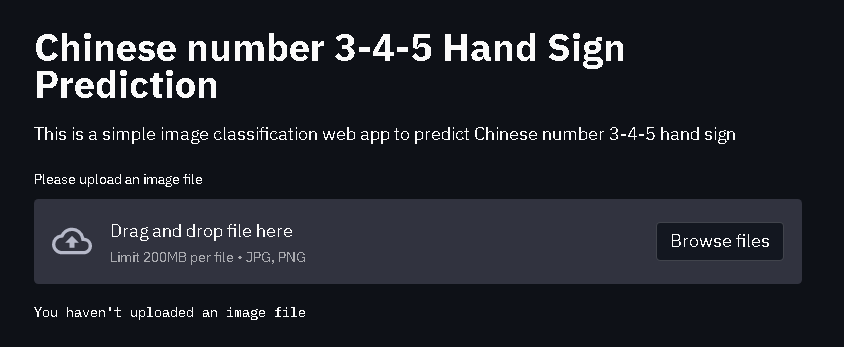 Chinese number 3-4-5 Hand Sign
Prediction
This is a simple image classification web app to predict Chinese number 3-4-5 hand sign
Please upload an image file
Drag and drop file here
Limit 200MB per file • JPG, PNG
Browse files
You haven't uploaded an image file